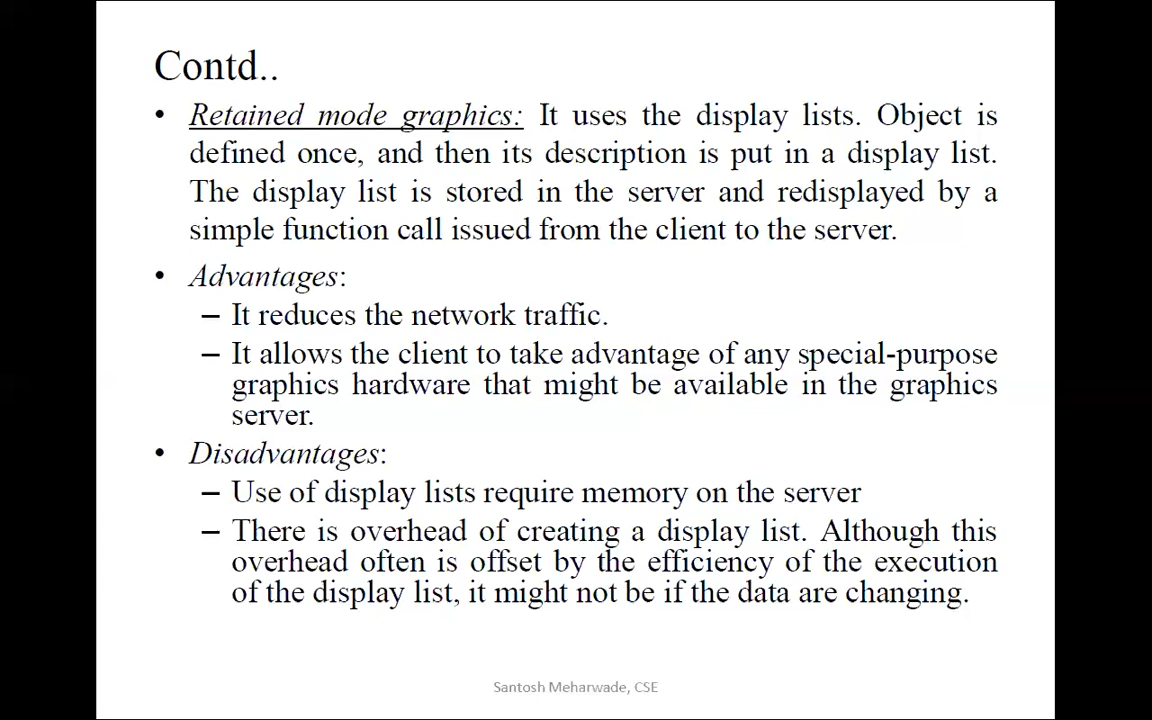 Contd..
• Retained mode graphics: It uses the display lists. Object is
defined once, and then its description is put in a display list.
The display list is stored in the server and redisplayed by a
simple function call issued from the client to the server.
• Advantages:
– It reduces the network traffic.
– It allows the client to take advantage of any special-purpose
graphics hardware that might be available in the graphics
server.
• Disadvantages:
– Use of display lists require memory on the server
– There is overhead of creating a display list. Although this
overhead often is offset by the efficiency of the execution
of the display list, it might not be if the data are changing.
Santosh Meharwade, CSE